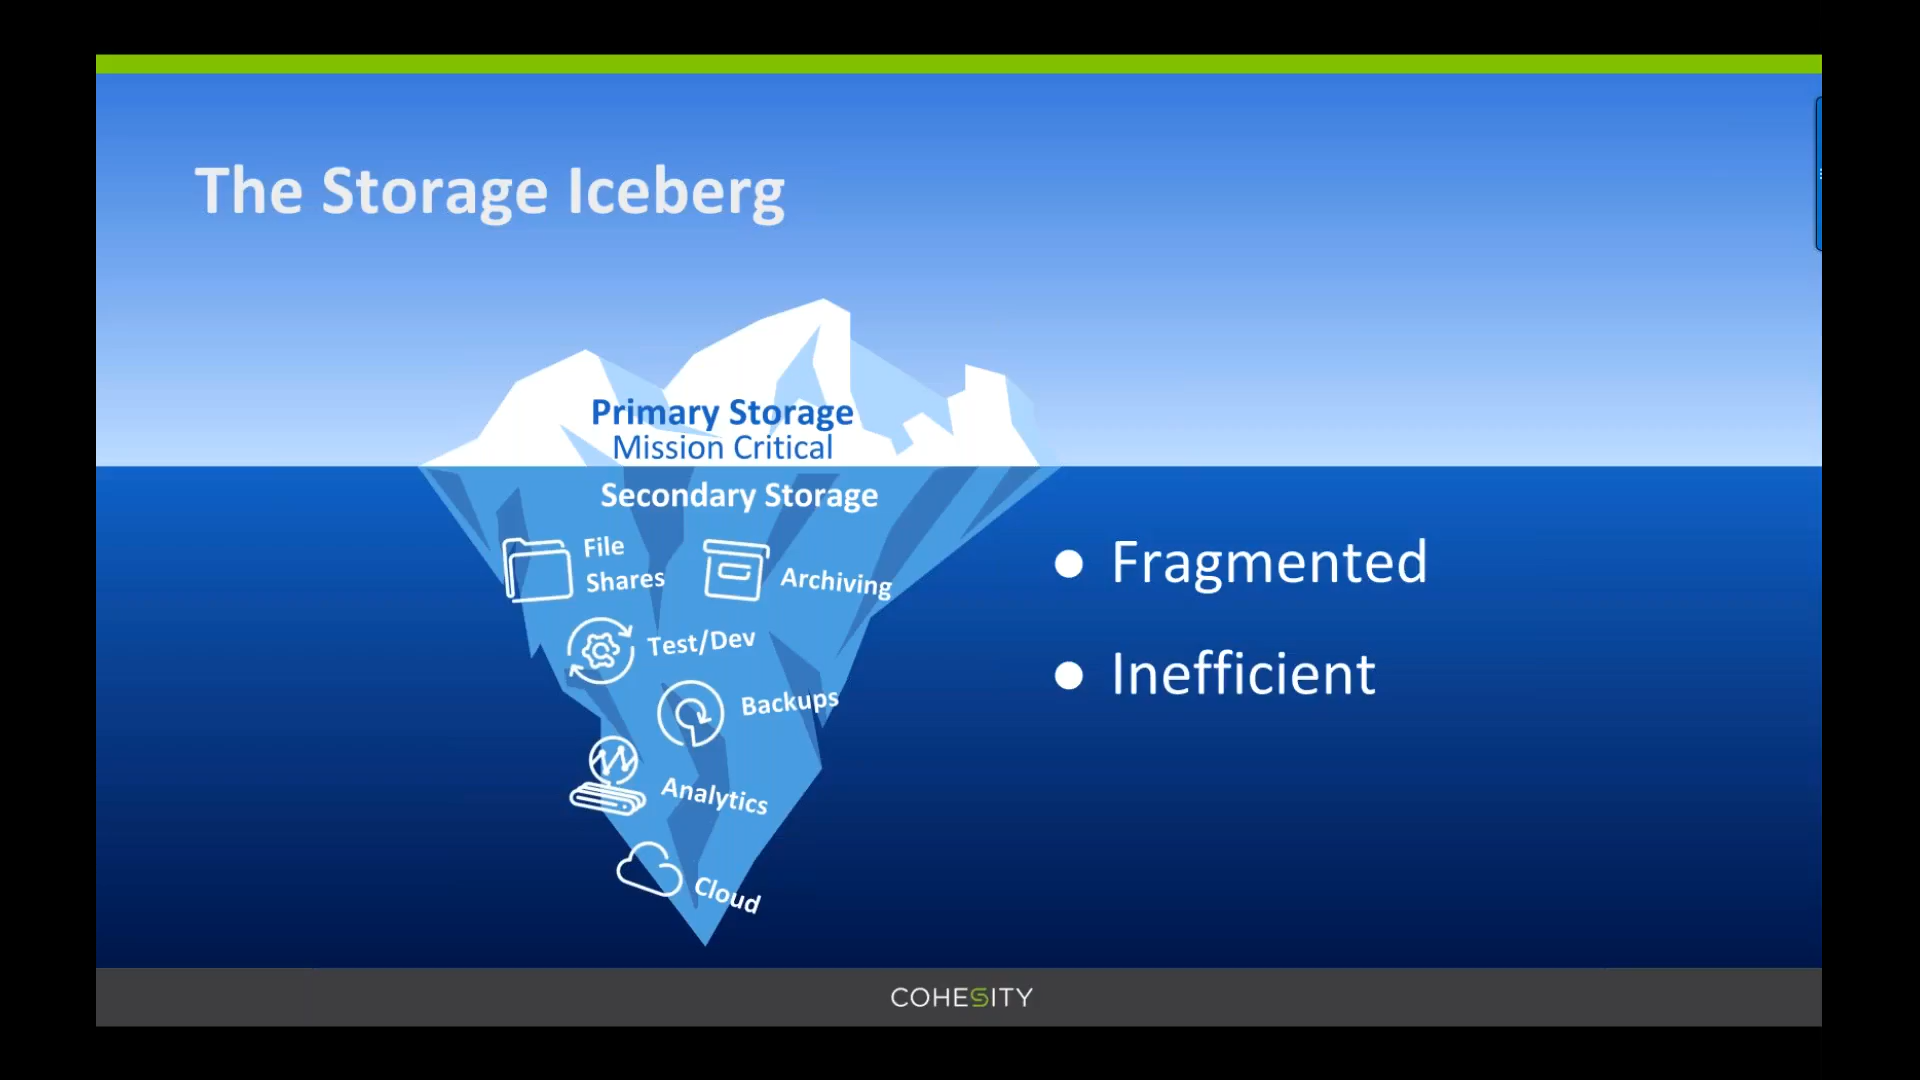 The Storage Iceberg
Primary Storage
Mission Critical
Secondary Storage
File
Shares
Archiving
Test/Dev
Backups
Analytics
Cloud
● Fragmented
● Inefficient
COHESITY